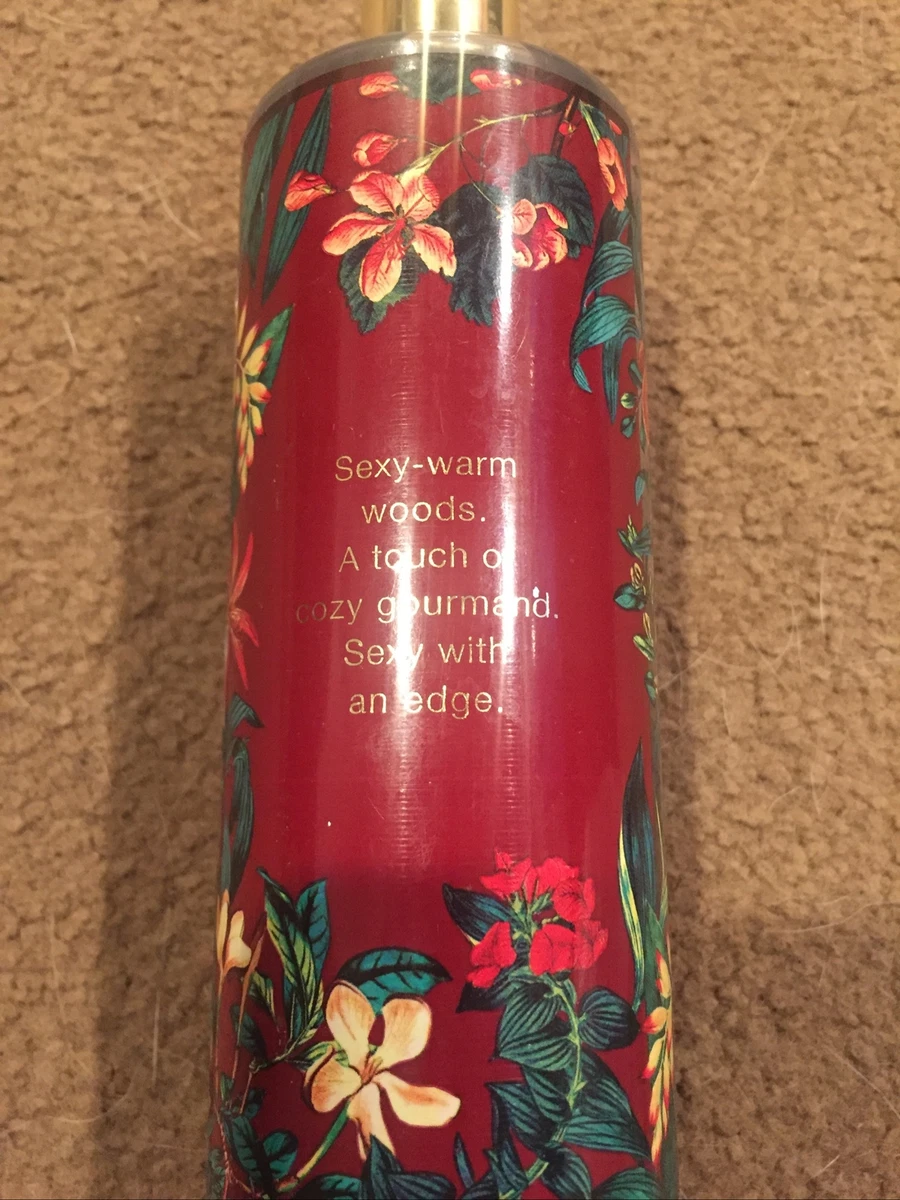 Sexy-warm
woods.
A touch of
cozy gourmand.
Sexy with
an edge.